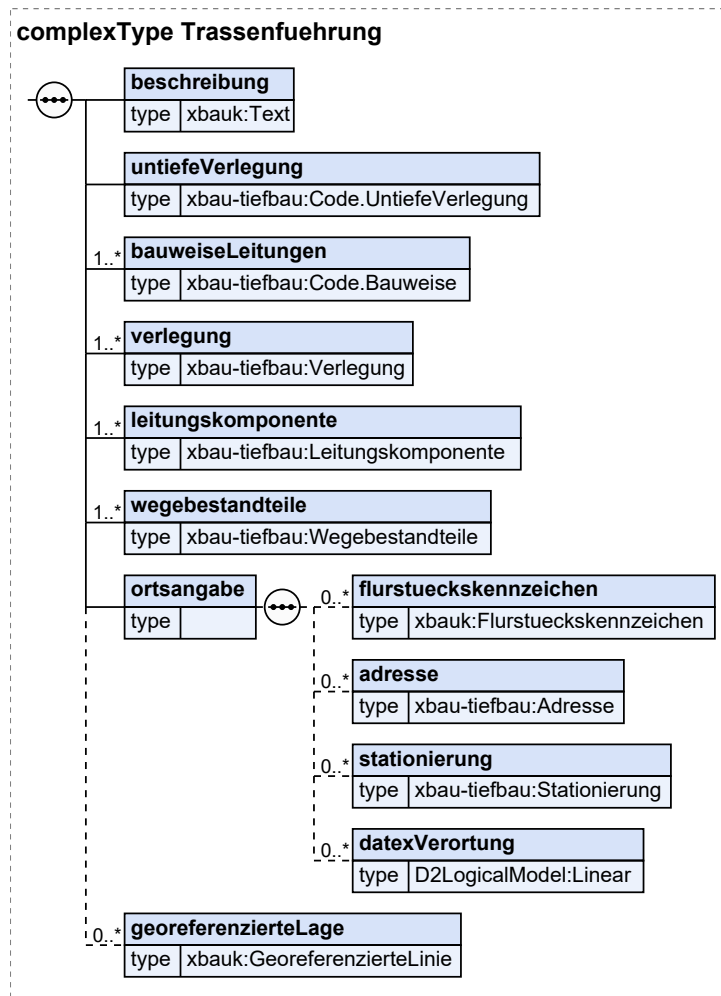 complexType Trassenfuehrung
beschreibung
type xbauk:Text
untiefeVerlegung
type xbau-tiefbau:Code.UntiefeVerlegung
1..* bauweiseLeitungen
type xbau-tiefbau:Code.Bauweise
1..* verlegung
type xbau-tiefbau:Verlegung
1..* leitungskomponente
type xbau-tiefbau:Leitungskomponente
1..* wegebestandteile
type xbau-tiefbau:Wegebestandteile
ortsangabe
type
0..* flurstueckskennzeichen
type xbauk:Flurstueckskennzeichen
0..* adresse
type xbau-tiefbau:Adresse
0..* stationierung
type xbau-tiefbau:Stationierung
0..* datexVerortung
type D2LogicalModel:Linear
0..* georeferenzierteLage
type xbauk:GeoreferenzierteLinie